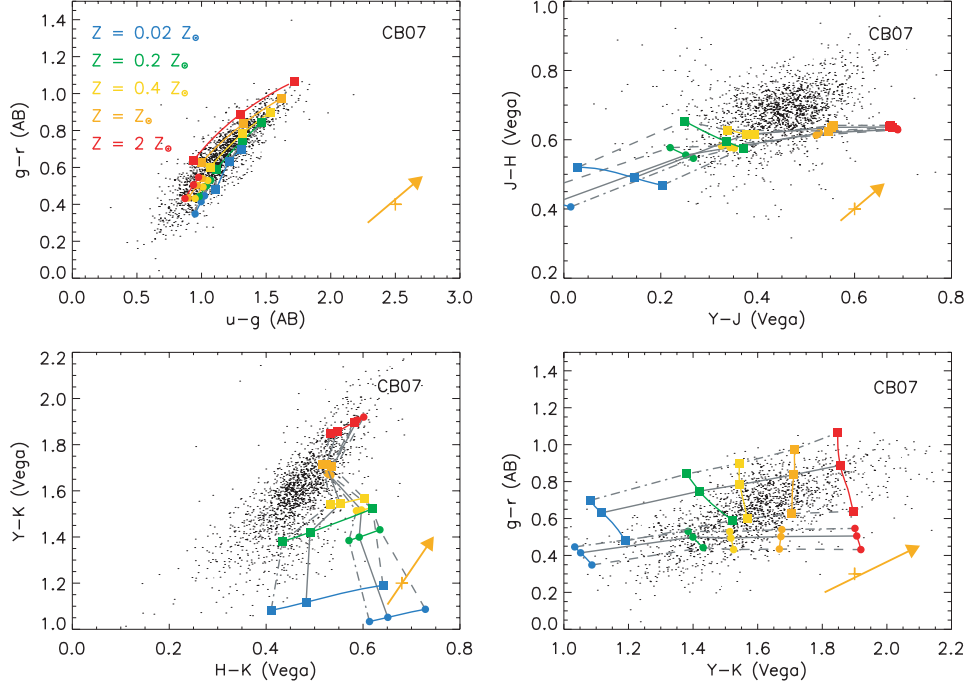 1.4
1.2
1.0
0.8
0.6
0.4
0.2
0.0
g-r (AB)
Z = 0.02 Z⊙
Z = 0.2 Z⊙
Z = 0.4 Z⊙
Z = Z⊙
Z = 2 Z⊙
CB07
0.0 0.5 1.0 1.5 2.0 2.5 3.0
u-g (AB)
1.0
0.8
0.6
0.4
0.2
J-H (Vega)
CB07
0.0 0.2 0.4 0.6 0.8
Y-J (Vega)
2.2
2.0
1.8
1.6
1.4
1.2
1.0
Y-K (Vega)
CB07
0.0 0.2 0.4 0.6 0.8
H-K (Vega)
1.4
1.2
1.0
0.8
0.6
0.4
0.2
0.0
g-r (AB)
CB07
1.0 1.2 1.4 1.6 1.8 2.0 2.2
Y-K (Vega)